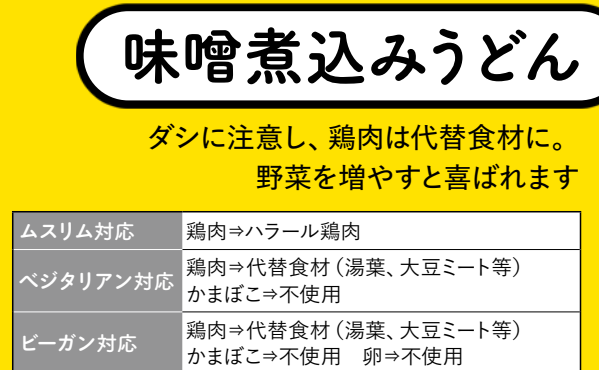 味噌煮込みうどん
ダシに注意し、鶏肉は代替食材に。
野菜を増やすと喜ばれます
ムスリム対応 鶏肉⇒ハラール鶏肉
ベジタリアン対応 鶏肉⇒代替食材（湯葉、大豆ミート等）
かまぼこ⇒不使用
ビーガン対応 鶏肉⇒代替食材（湯葉、大豆ミート等）
かまぼこ⇒不使用　卵⇒不使用